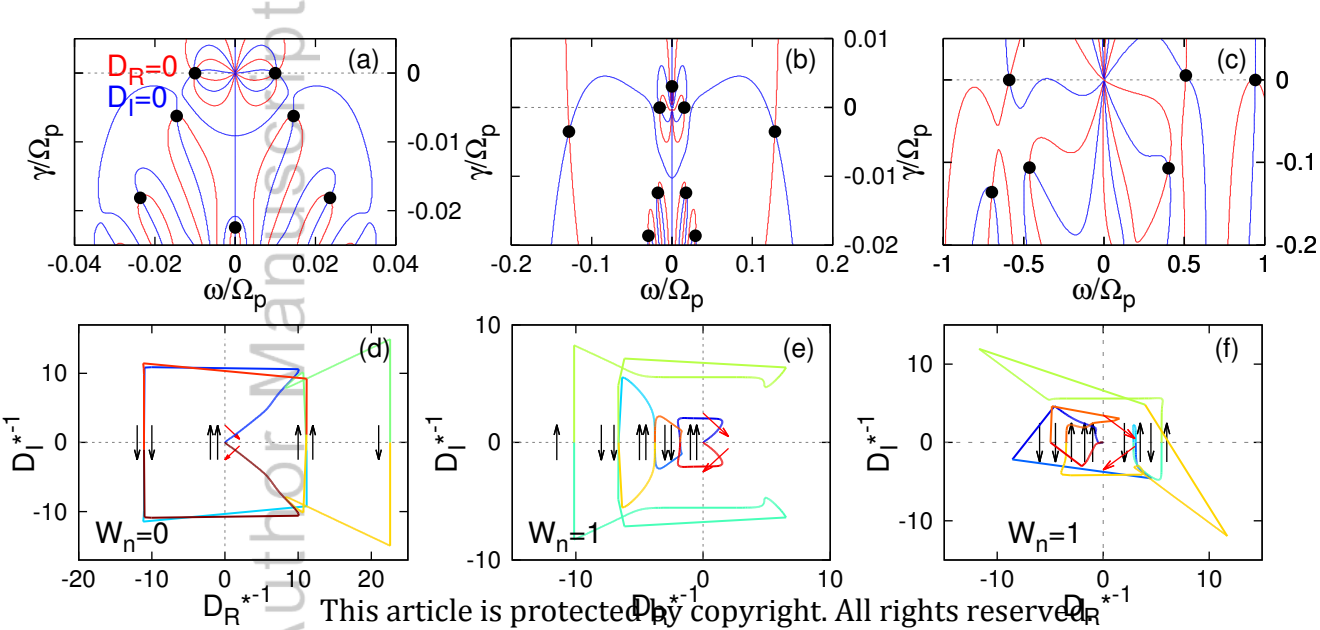 Author Manuscript
(a)
D_R=0
D_I=0
γ/Ω_p
0
-0.01
-0.02
-0.04 -0.02 0 0.02 0.04
ω/Ω_p
(b)
γ/Ω_p
0.01
0
-0.01
-0.02
-0.2 -0.1 0 0.1 0.2
ω/Ω_p
(c)
γ/Ω_p
0
-0.1
-0.2
-1 -0.5 0 0.5 1
ω/Ω_p
(d)
D_I*^-1
10
0
-10
W_n=0
-20 -10 0 10 20
D_R*^-1
(e)
D_I*^-1
10
0
-10
W_n=1
-10 0 10
D_R*^-1
(f)
D_I*^-1
10
0
-10
W_n=1
-10 0 10
D_R*^-1
This article is protected by copyright. All rights reserved.